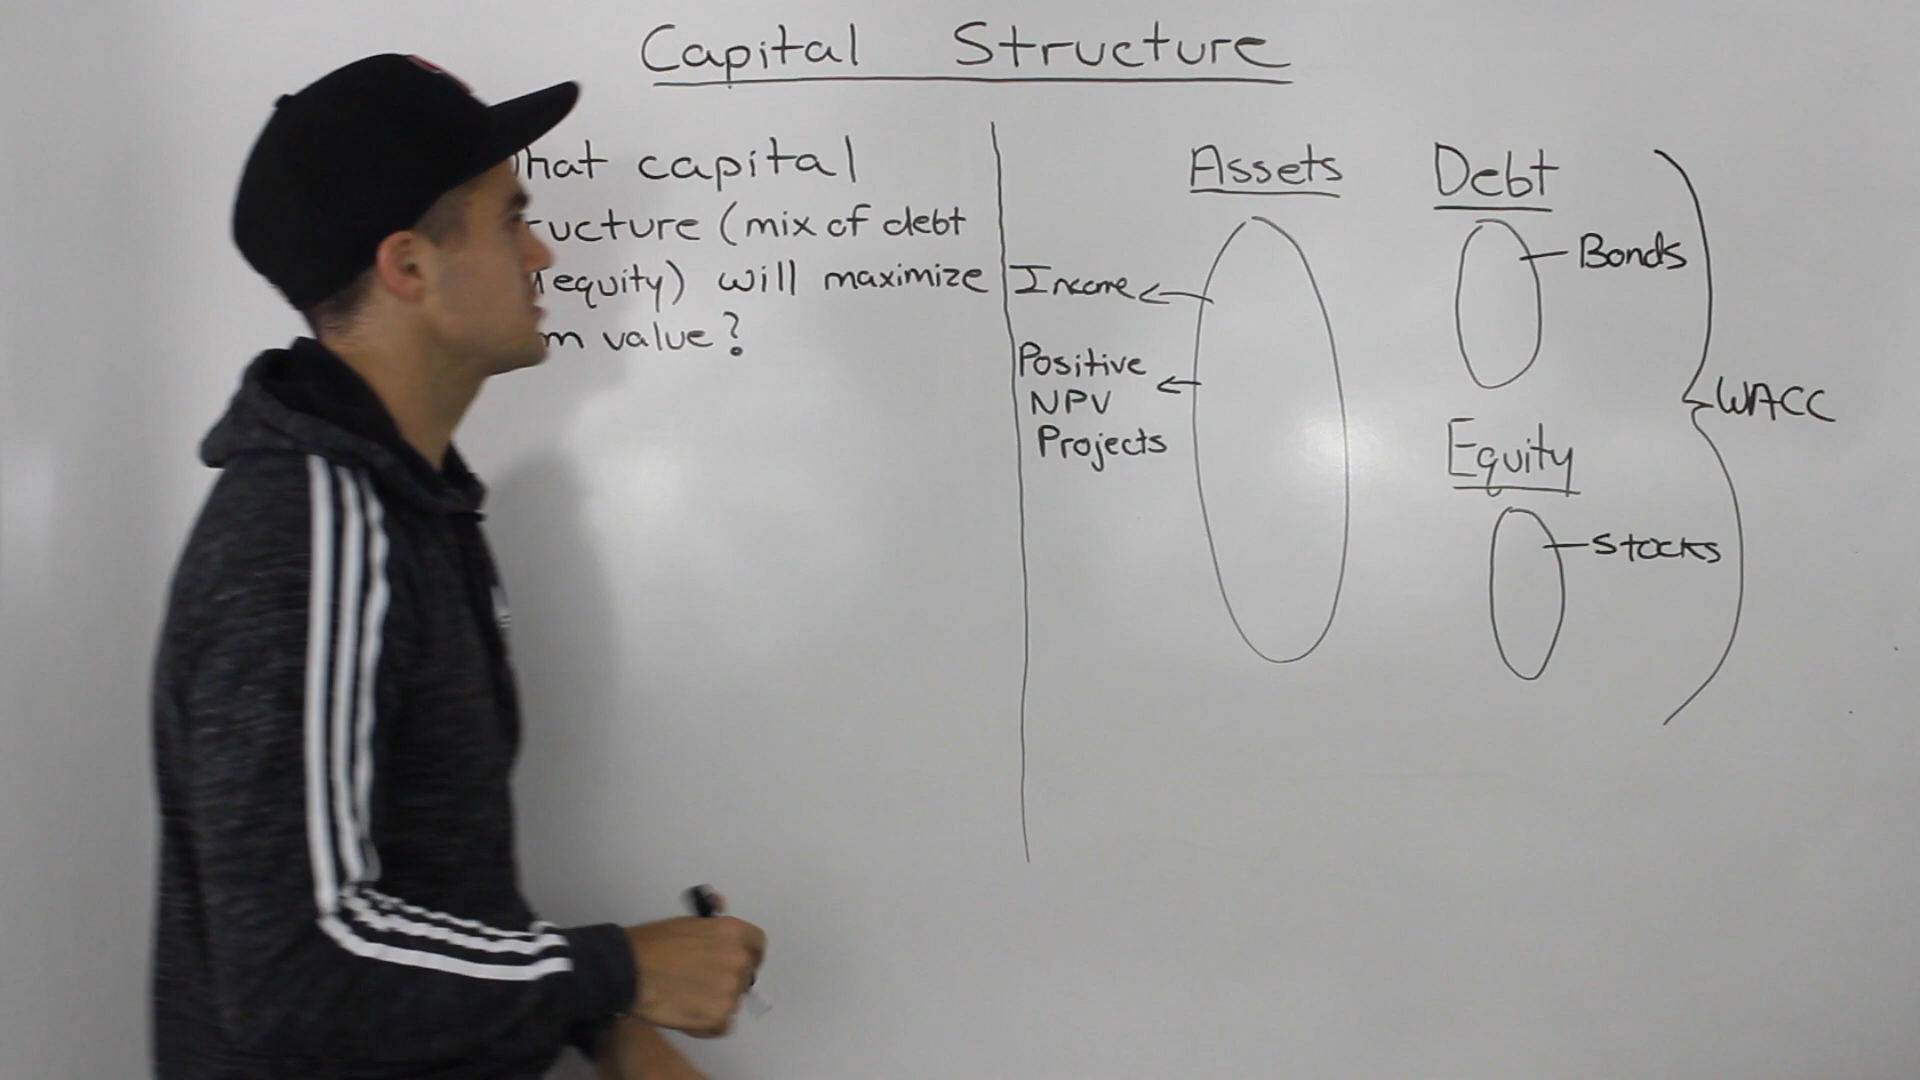 Capital Structure
hat capital
ructure (mix of debt
equity) will maximize
m value?
Assets
Income
Positive
NPV
Projects
Debt
Bonds
Equity
Stocks
WACC